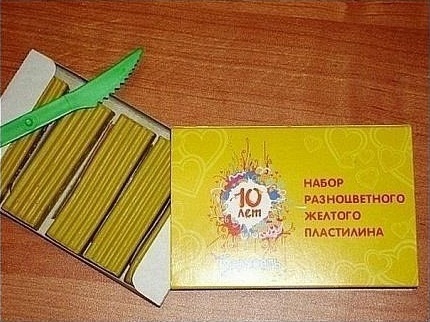 10
лет
НАБОР
РАЗНОЦВЕТНОГО
ЖЕЛТОГО
ПЛАСТИЛИНА